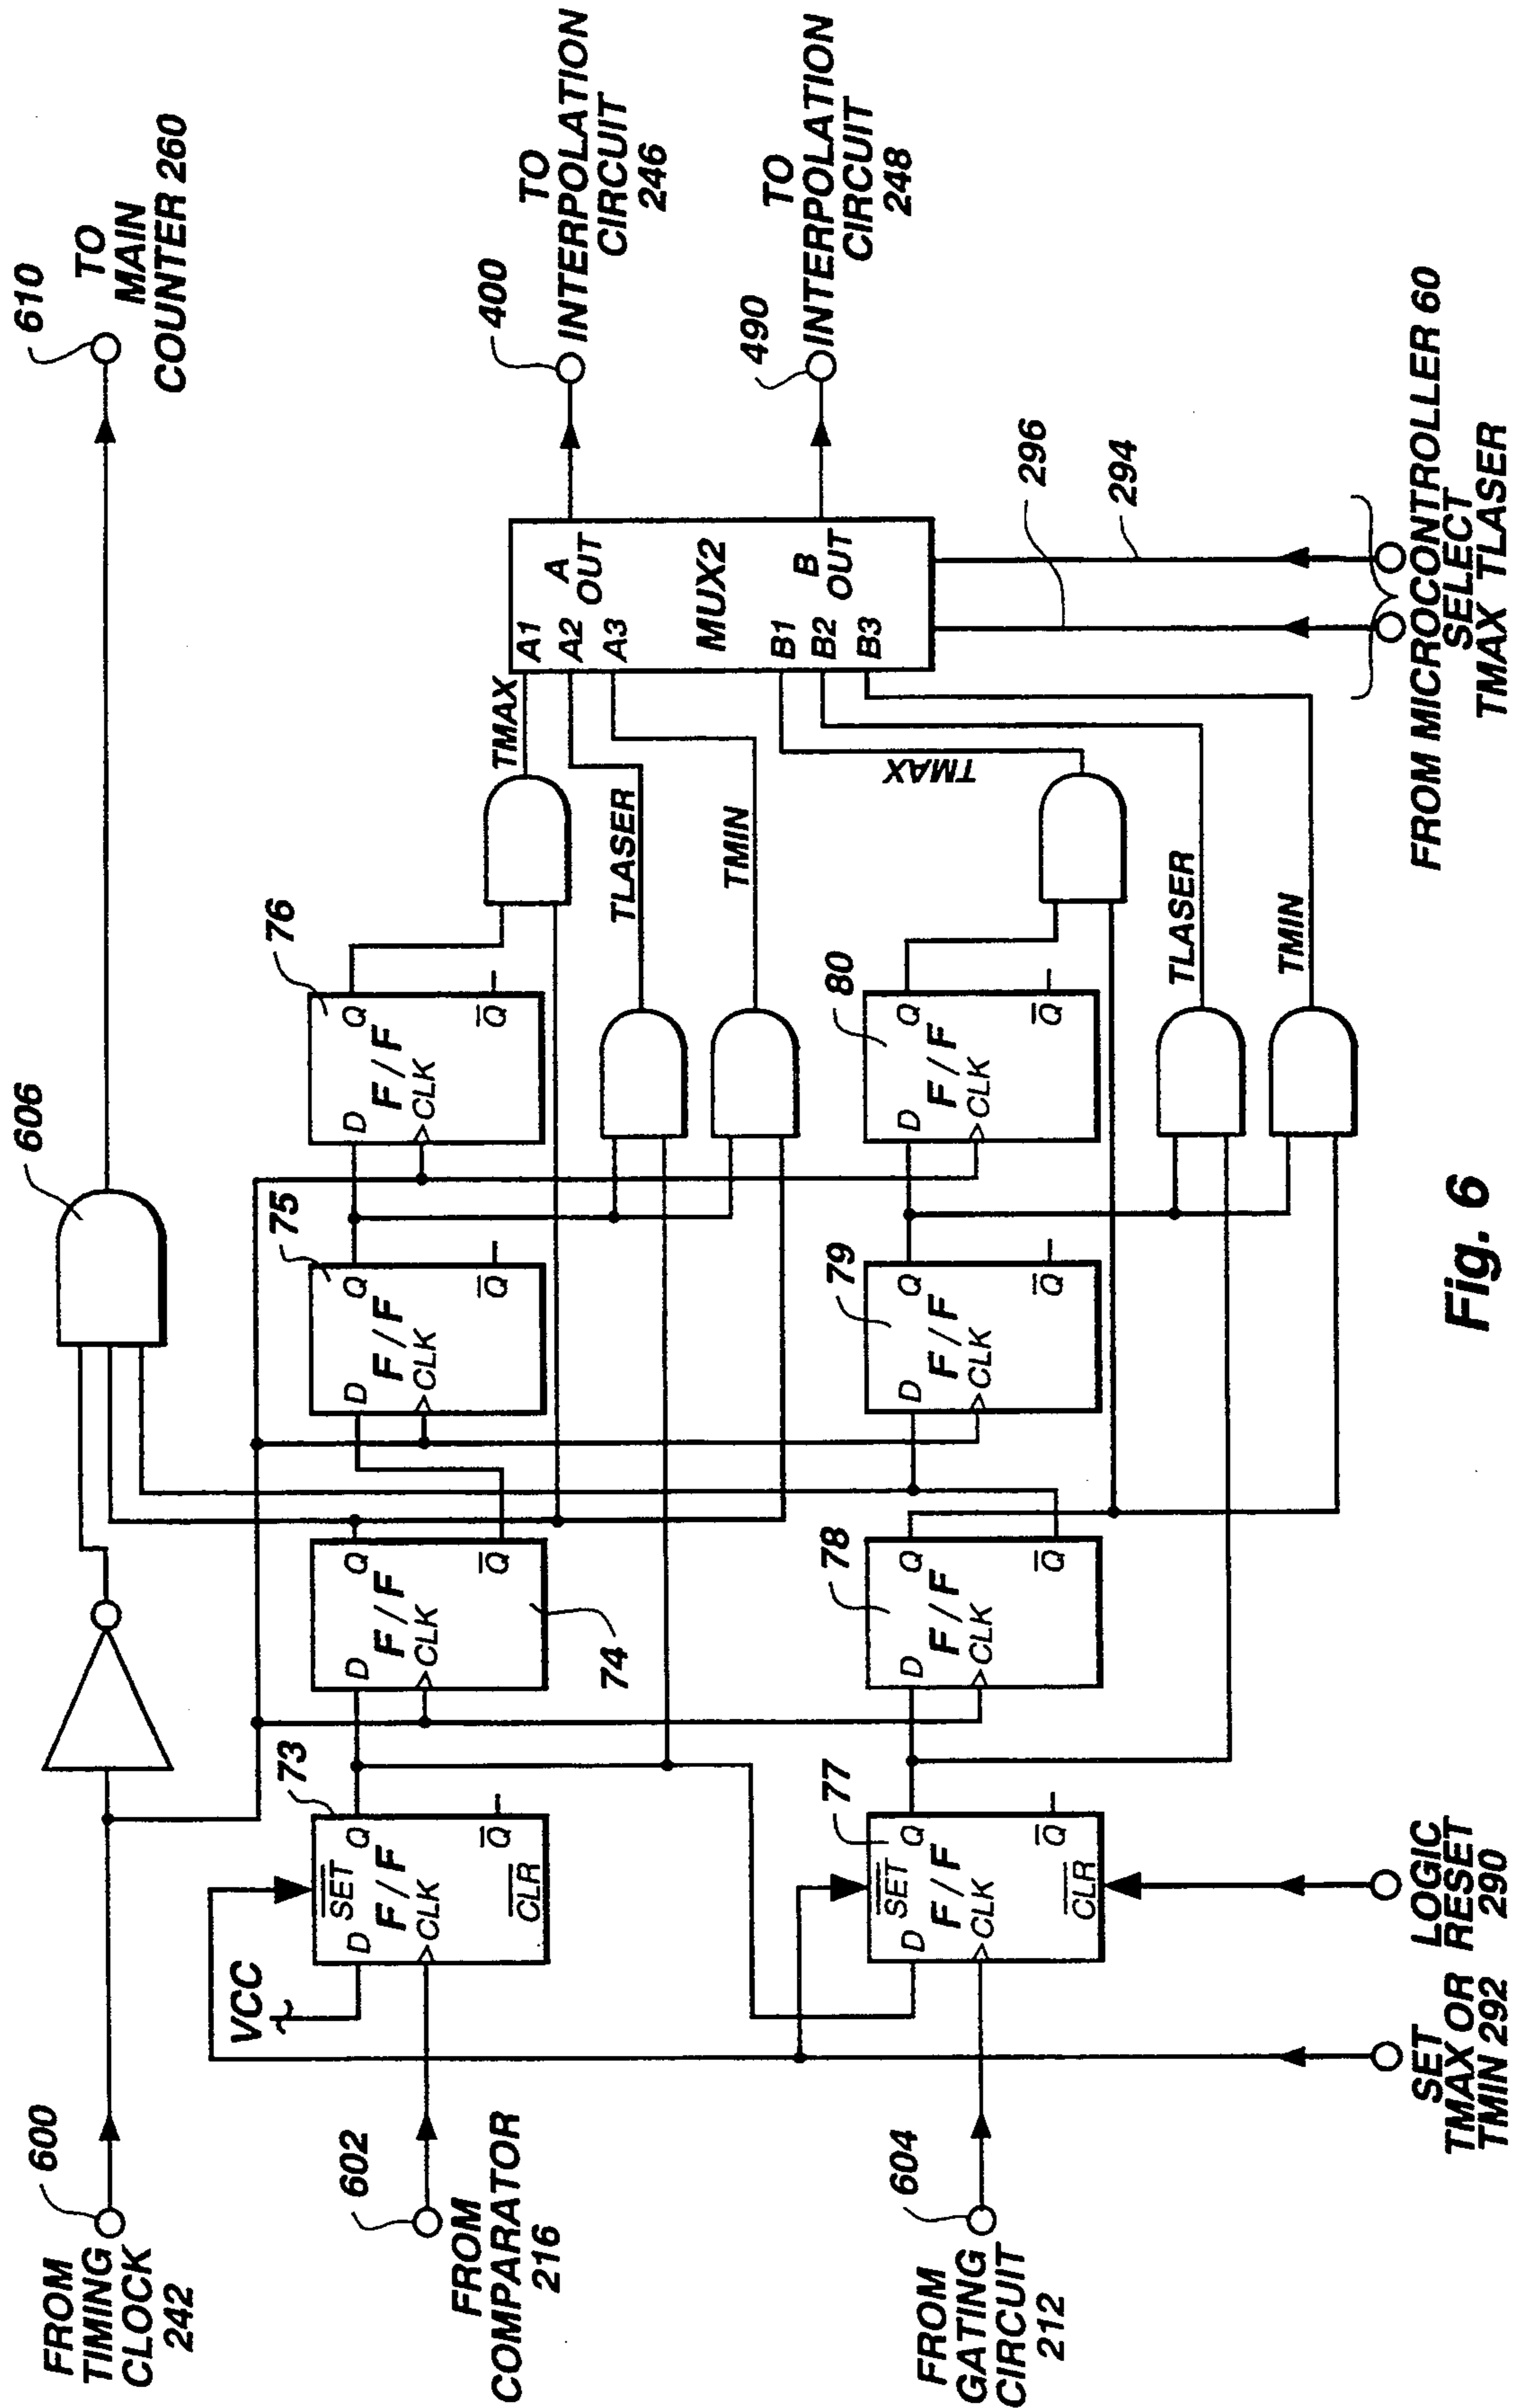 FROM
TIMING
CLOCK
242
600
606
610
TO
MAIN
COUNTER 260
VCC
73
SET
D
Q
F/F
CLK
Q
CLR
74
D
Q
F/F
CLK
Q
75
D
Q
F/F
CLK
Q
76
D
Q
F/F
CLK
Q
602
FROM
COMPARATOR
216
TMAX
TLASER
TMIN
A1
A2
A3
A
OUT
MUX2
B1
B2
B3
B
OUT
400
TO
INTERPOLATION
CIRCUIT
246
490
TO
INTERPOLATION
CIRCUIT
248
604
FROM
GATING
CIRCUIT
212
77
SET
D
Q
F/F
CLK
Q
CLR
78
D
Q
F/F
CLK
Q
79
D
Q
F/F
CLK
Q
80
D
Q
F/F
CLK
Q
TMAX
TLASER
TMIN
296
294
SET
TMAX OR
TMIN 292
LOGIC
RESET
290
FROM MICROCONTROLLER 60
SELECT
TMAX TLASER
Fig. 6